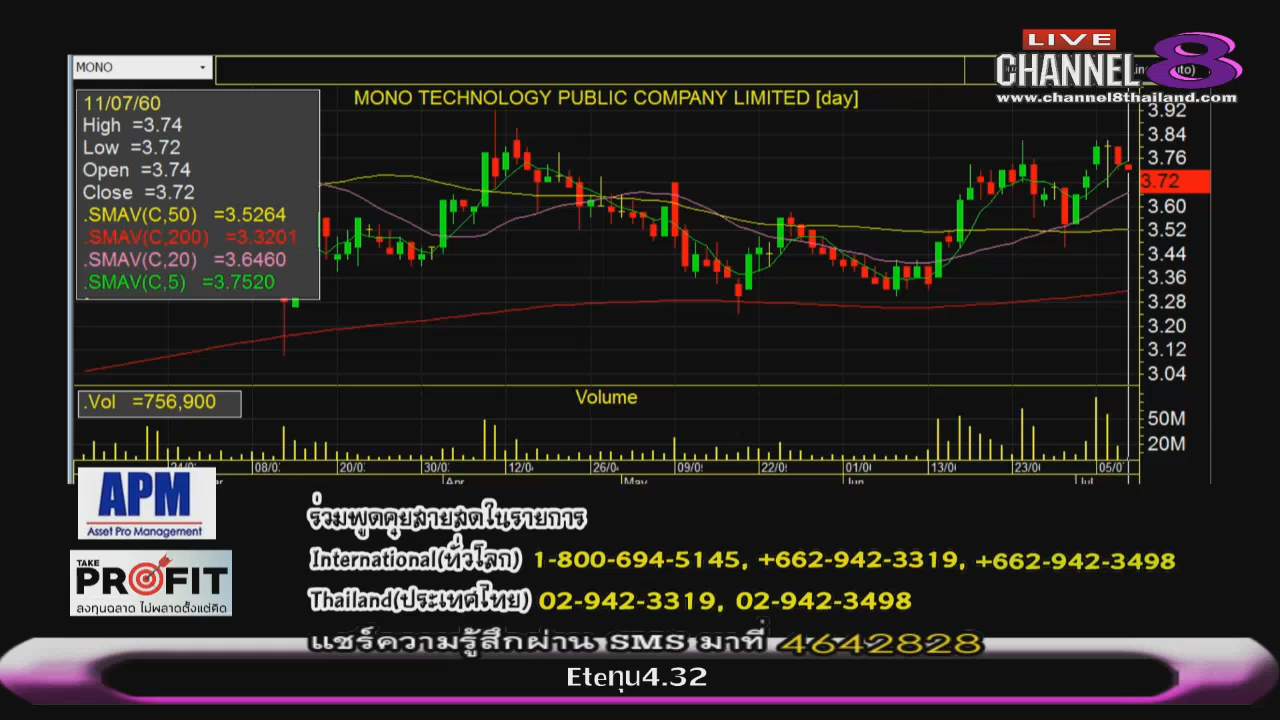 MONO
LIVE
CHANNEL 8
www.channel8thailand.com
MONO TECHNOLOGY PUBLIC COMPANY LIMITED [day]
11/07/60
High =3.74
Low =3.72
Open =3.74
Close =3.72
.SMAV(C,50) =3.5264
.SMAV(C,200) =3.3201
.SMAV(C,20) =3.6460
.SMAV(C,5) =3.7520
3.92
3.84
3.76
3.72
3.60
3.52
3.44
3.36
3.28
3.20
3.12
3.04
.Vol =756,900
Volume
50M
20M
08/0
20/0
30/0
12/0
26/0
09/0
22/0
01/0
13/0
23/0
05/0
Apr
May
Jun
Jul
APM
Asset Pro Management
TAKE
PROFIT
ลงทุนฉลาด ไม่พลาดตั้งแต่คิด
ร่วมพูดคุยสายสดในรายการ
International(ทั่วโลก) 1-800-694-5145, +662-942-3319, +662-942-3498
Thailand(ประเทศไทย) 02-942-3319, 02-942-3498
แชร์ความรู้สึกผ่าน SMS มาที่ 4642828
Eteทุน4.32